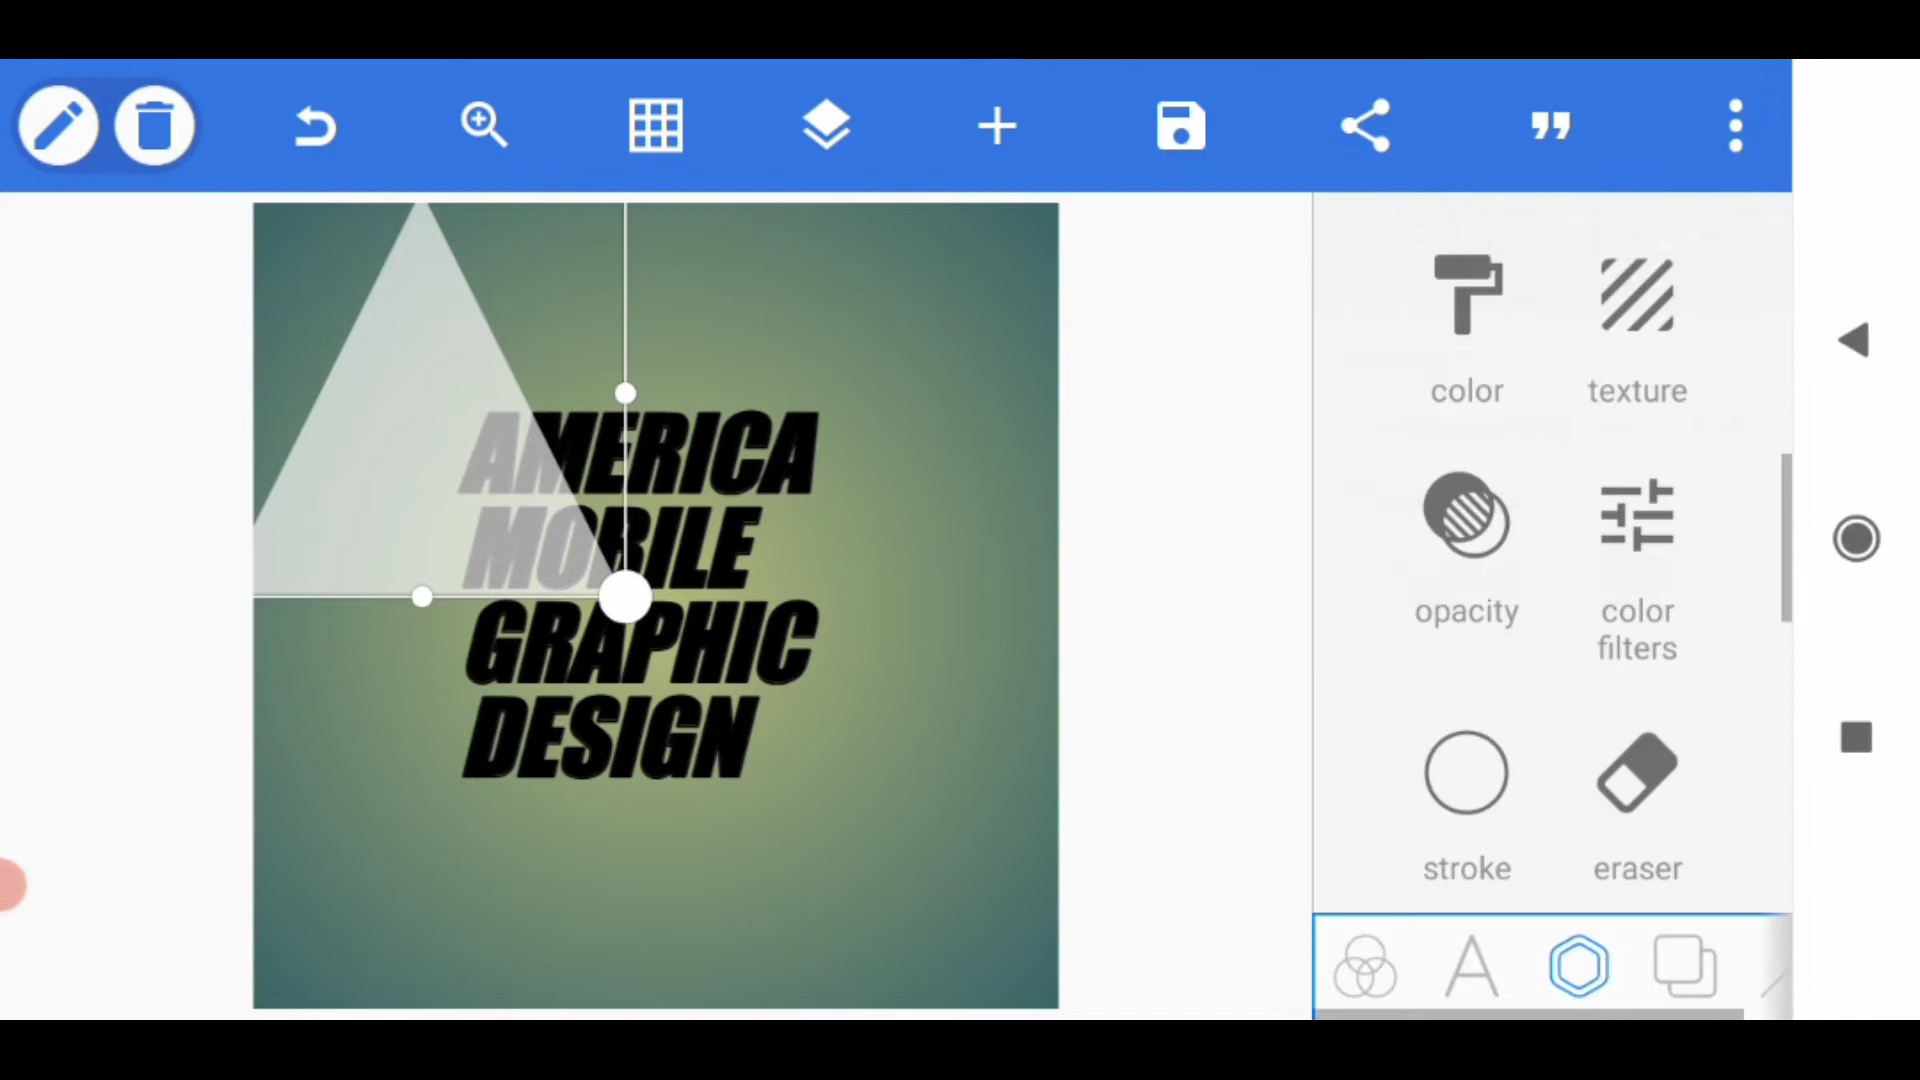 color
texture
AMERICA
MOBILE
GRAPHIC
DESIGN
opacity
color
filters
stroke
eraser